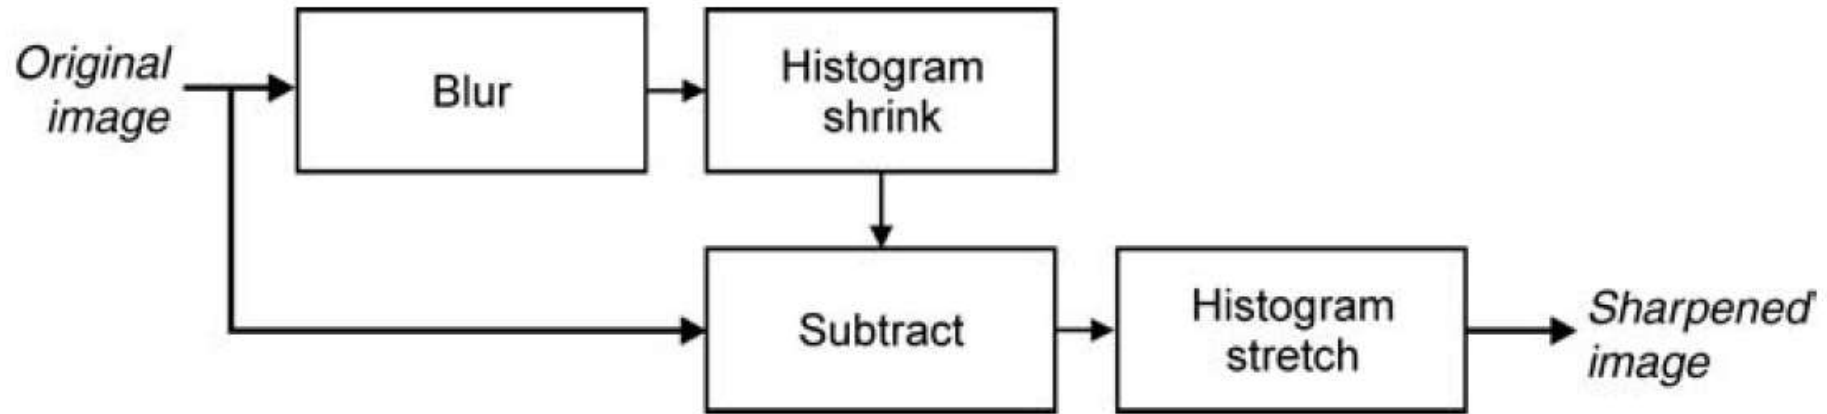 Original
image
Blur
Histogram
shrink
Subtract
Histogram
stretch
Sharpened
image